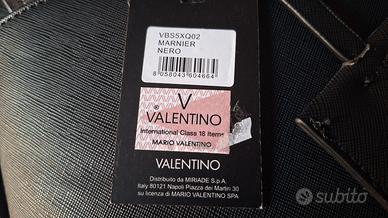 VBS5XQ02
MARNIER
NERO
8 058043 604664
V
® VALENTINO
International Class 18 Items
MARIO VALENTINO
VALENTINO
Distribuito da MIRIADE S.p.A
Italy 80121 Napoli Piazza dei Martiri 30
su licenza di MARIO VALENTINO SPA
subito